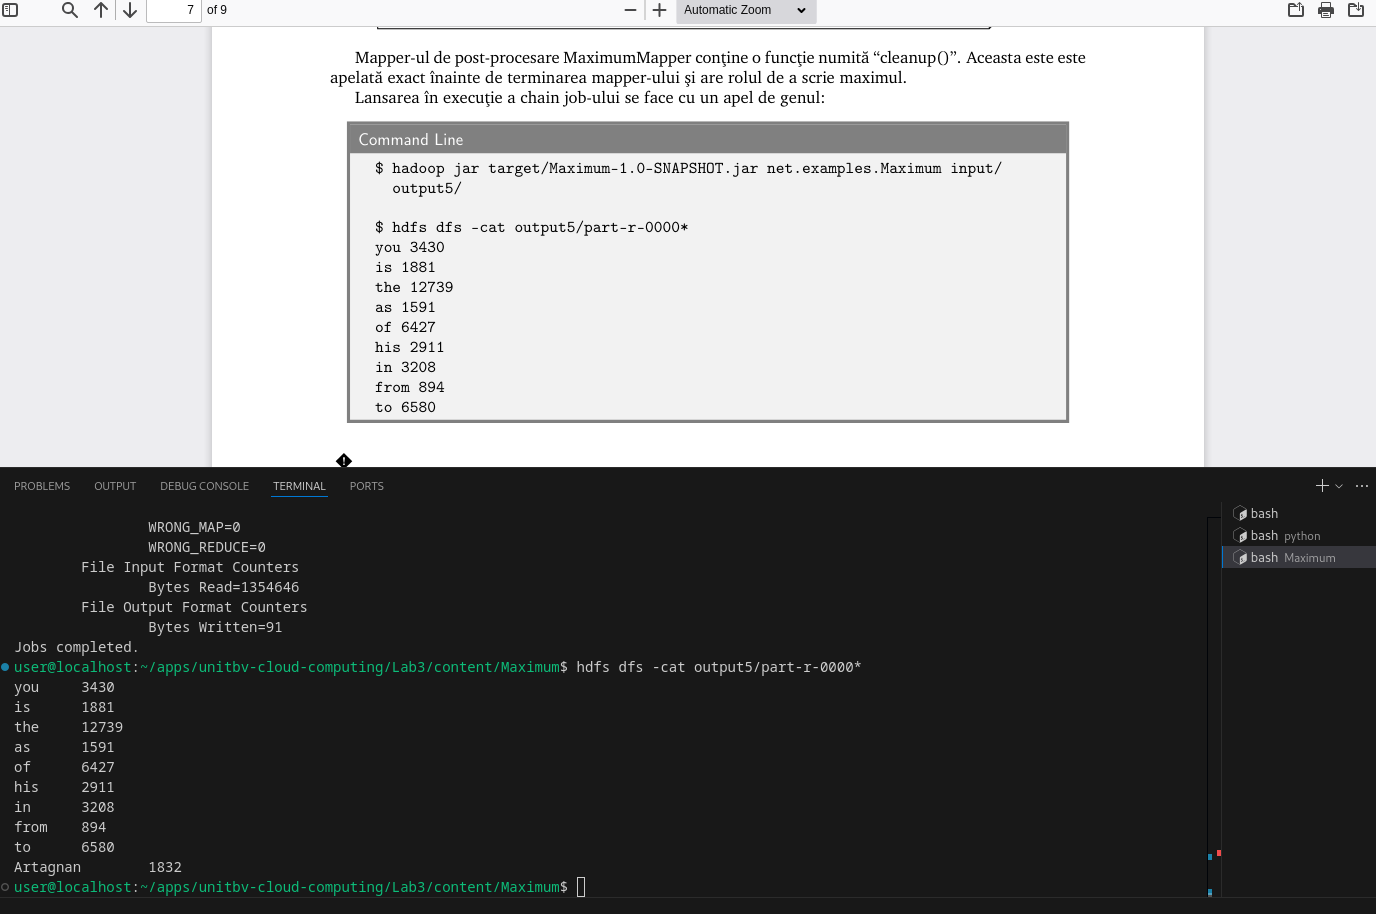 7 of 9 Automatic Zoom
Mapper-ul de post-procesare MaximumMapper conţine o funcţie numită “cleanup()”. Aceasta este este
apelată exact înainte de terminarea mapper-ului şi are rolul de a scrie maximul.
Lansarea în execuţie a chain job-ului se face cu un apel de genul:
Command Line
$ hadoop jar target/Maximum-1.0-SNAPSHOT.jar net.examples.Maximum input/
output5/
$ hdfs dfs -cat output5/part-r-0000*
you 3430
is 1881
the 12739
as 1591
of 6427
his 2911
in 3208
from 894
to 6580
PROBLEMS OUTPUT DEBUG CONSOLE TERMINAL PORTS
bash
bash python
bash Maximum
WRONG_MAP=0
WRONG_REDUCE=0
File Input Format Counters
Bytes Read=1354646
File Output Format Counters
Bytes Written=91
Jobs completed.
user@localhost:~/apps/unitbv-cloud-computing/Lab3/content/Maximum$ hdfs dfs -cat output5/part-r-0000*
you 3430
is 1881
the 12739
as 1591
of 6427
his 2911
in 3208
from 894
to 6580
Artagnan 1832
user@localhost:~/apps/unitbv-cloud-computing/Lab3/content/Maximum$